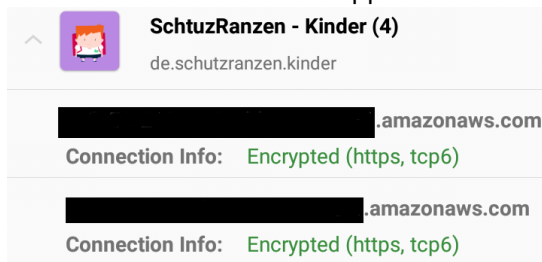 SchtuzRanzen - Kinder (4)
de.schutzranzen.kinder
.amazonaws.com
Connection Info: Encrypted (https, tcp6)
.amazonaws.com
Connection Info: Encrypted (https, tcp6)